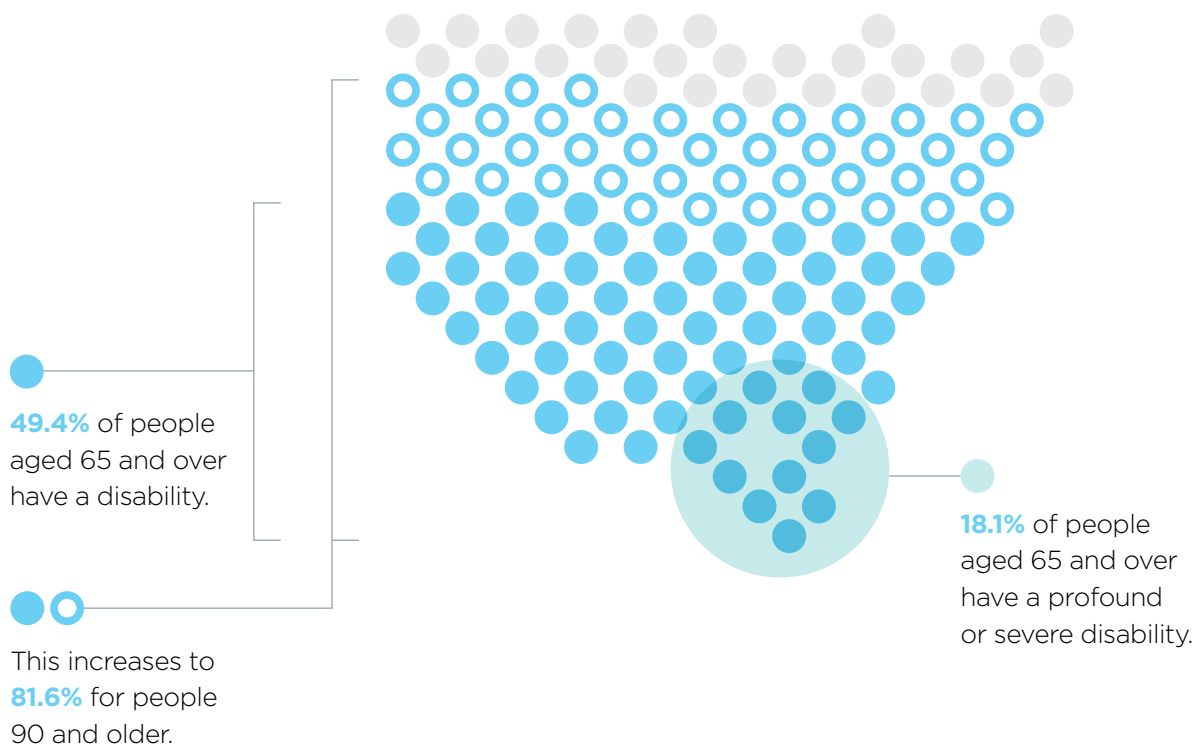 49.4% of people
aged 65 and over
have a disability.
This increases to
81.6% for people
90 and older.
18.1% of people
aged 65 and over
have a profound
or severe disability.